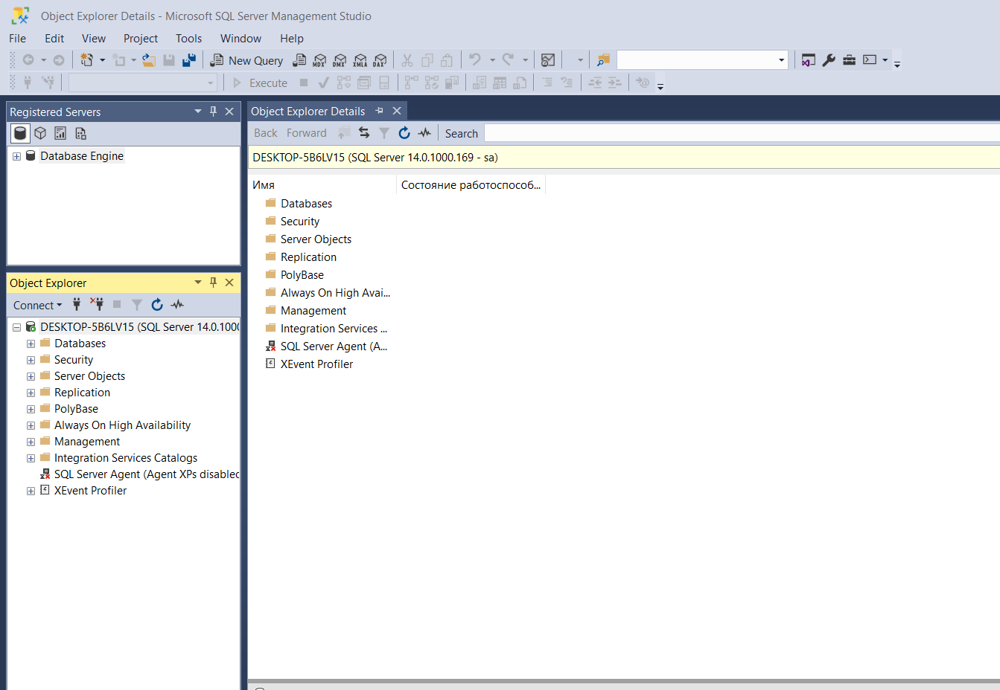 Object Explorer Details - Microsoft SQL Server Management Studio
File Edit View Project Tools Window Help
New Query MDX DMX XMLA DAX
Execute
Registered Servers
Database Engine
Object Explorer
Connect
DESKTOP-5B6LV15 (SQL Server 14.0.1000
Databases
Security
Server Objects
Replication
PolyBase
Always On High Availability
Management
Integration Services Catalogs
SQL Server Agent (Agent XPs disabled
XEvent Profiler
Object Explorer Details
Back Forward Search
DESKTOP-5B6LV15 (SQL Server 14.0.1000.169 - sa)
Имя Состояние работоспособ...
Databases
Security
Server Objects
Replication
PolyBase
Always On High Avai...
Management
Integration Services ...
SQL Server Agent (A...
XEvent Profiler